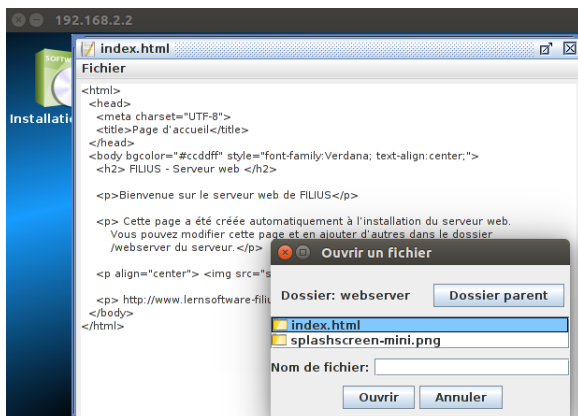 192.168.2.2
index.html
Fichier
<html>
<head>
<meta charset="UTF-8">
<title>Page d'accueil</title>
</head>
<body bgcolor="#ccddff" style="font-family:Verdana; text-align:center;">
<h2> FILIUS - Serveur web </h2>
<p>Bienvenue sur le serveur web de FILIUS</p>
<p> Cette page a été créée automatiquement à l'installation du serveur web.
Vous pouvez modifier cette page et en ajouter d'autres dans le dossier
/webserver du serveur.</p>
<p align="center"> <img src="s
<p> http://www.lernsoftware-filiu
</body>
</html>
Installati
Ouvrir un fichier
Dossier: webserver
Dossier parent
index.html
splashscreen-mini.png
Nom de fichier:
Ouvrir
Annuler